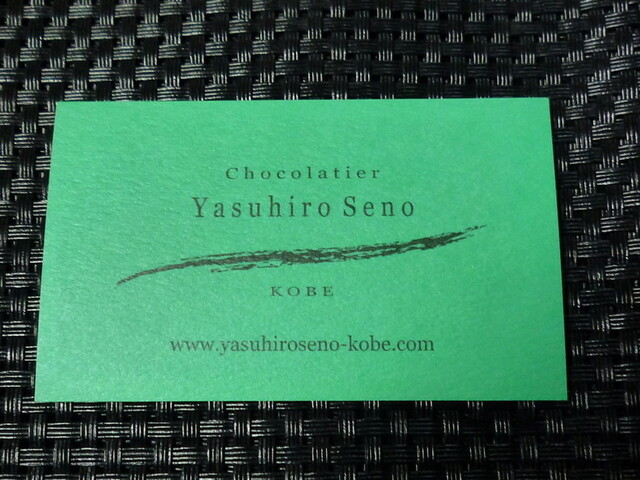 Chocolatier
Yasuhiro Seno
KOBE
www.yasuhiroseno-kobe.com